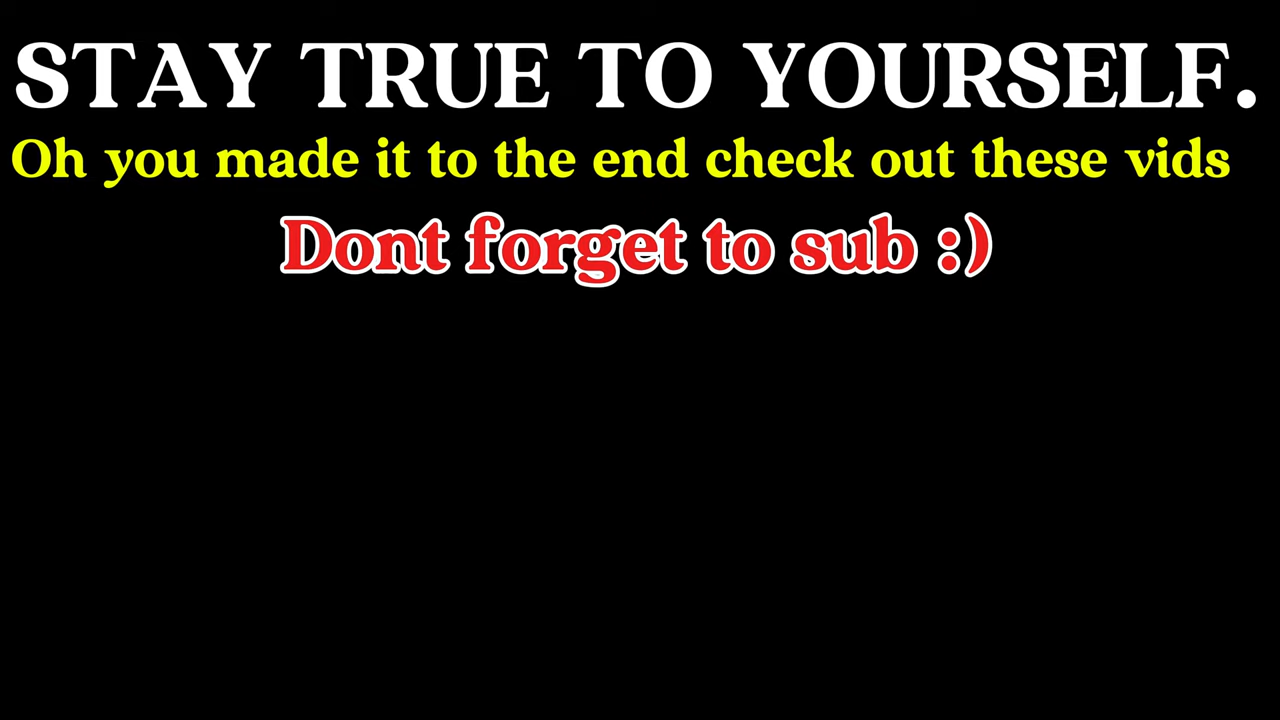 STAY TRUE TO YOURSELF.
Oh you made it to the end check out these vids
Dont forget to sub :)